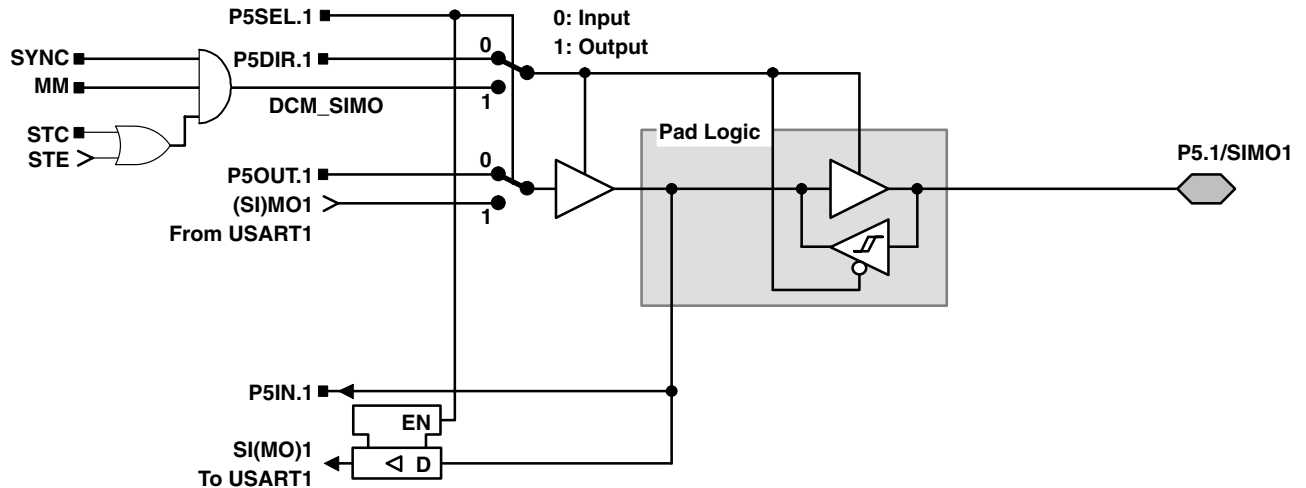 P5SEL.1
0: Input
1: Output
SYNC
MM
STC
STE
P5DIR.1
0
1
DCM_SIMO
Pad Logic
P5.1/SIMO1
P5OUT.1
0
(SI)MO1
1
From USART1
P5IN.1
EN
SI(MO)1
D
To USART1